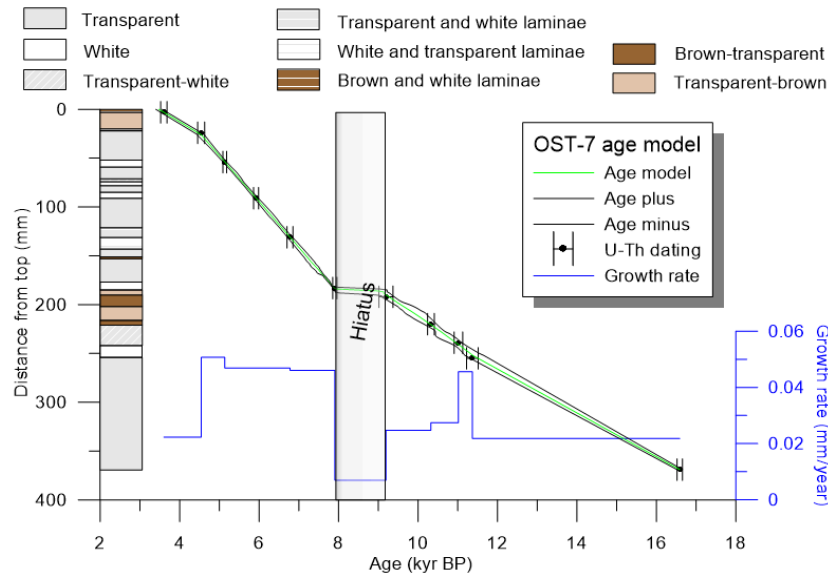 Transparent
White
Transparent-white
Transparent and white laminae
White and transparent laminae
Brown and white laminae
Brown-transparent
Transparent-brown
OST-7 age model
Age model
Age plus
Age minus
U-Th dating
Growth rate
Hiatus
Distance from top (mm)
0
100
200
300
400
2 4 6 8 10 12 14 16 18
Age (kyr BP)
0.06
0.04
0.02
0
Growth rate (mm/year)